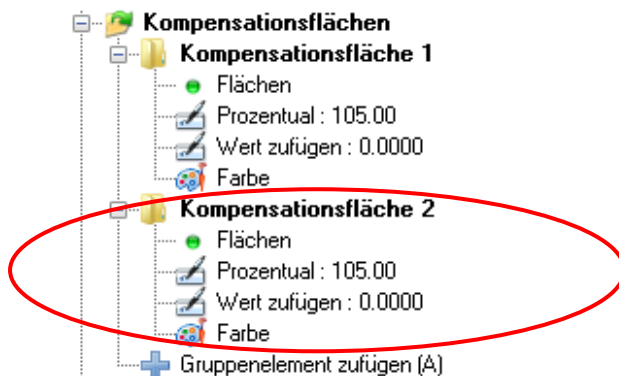 Kompensationsflächen
Kompensationsfläche 1
Flächen
Prozentual : 105.00
Wert zufügen : 0.0000
Farbe
Kompensationsfläche 2
Flächen
Prozentual : 105.00
Wert zufügen : 0.0000
Farbe
Gruppenelement zufügen (A)